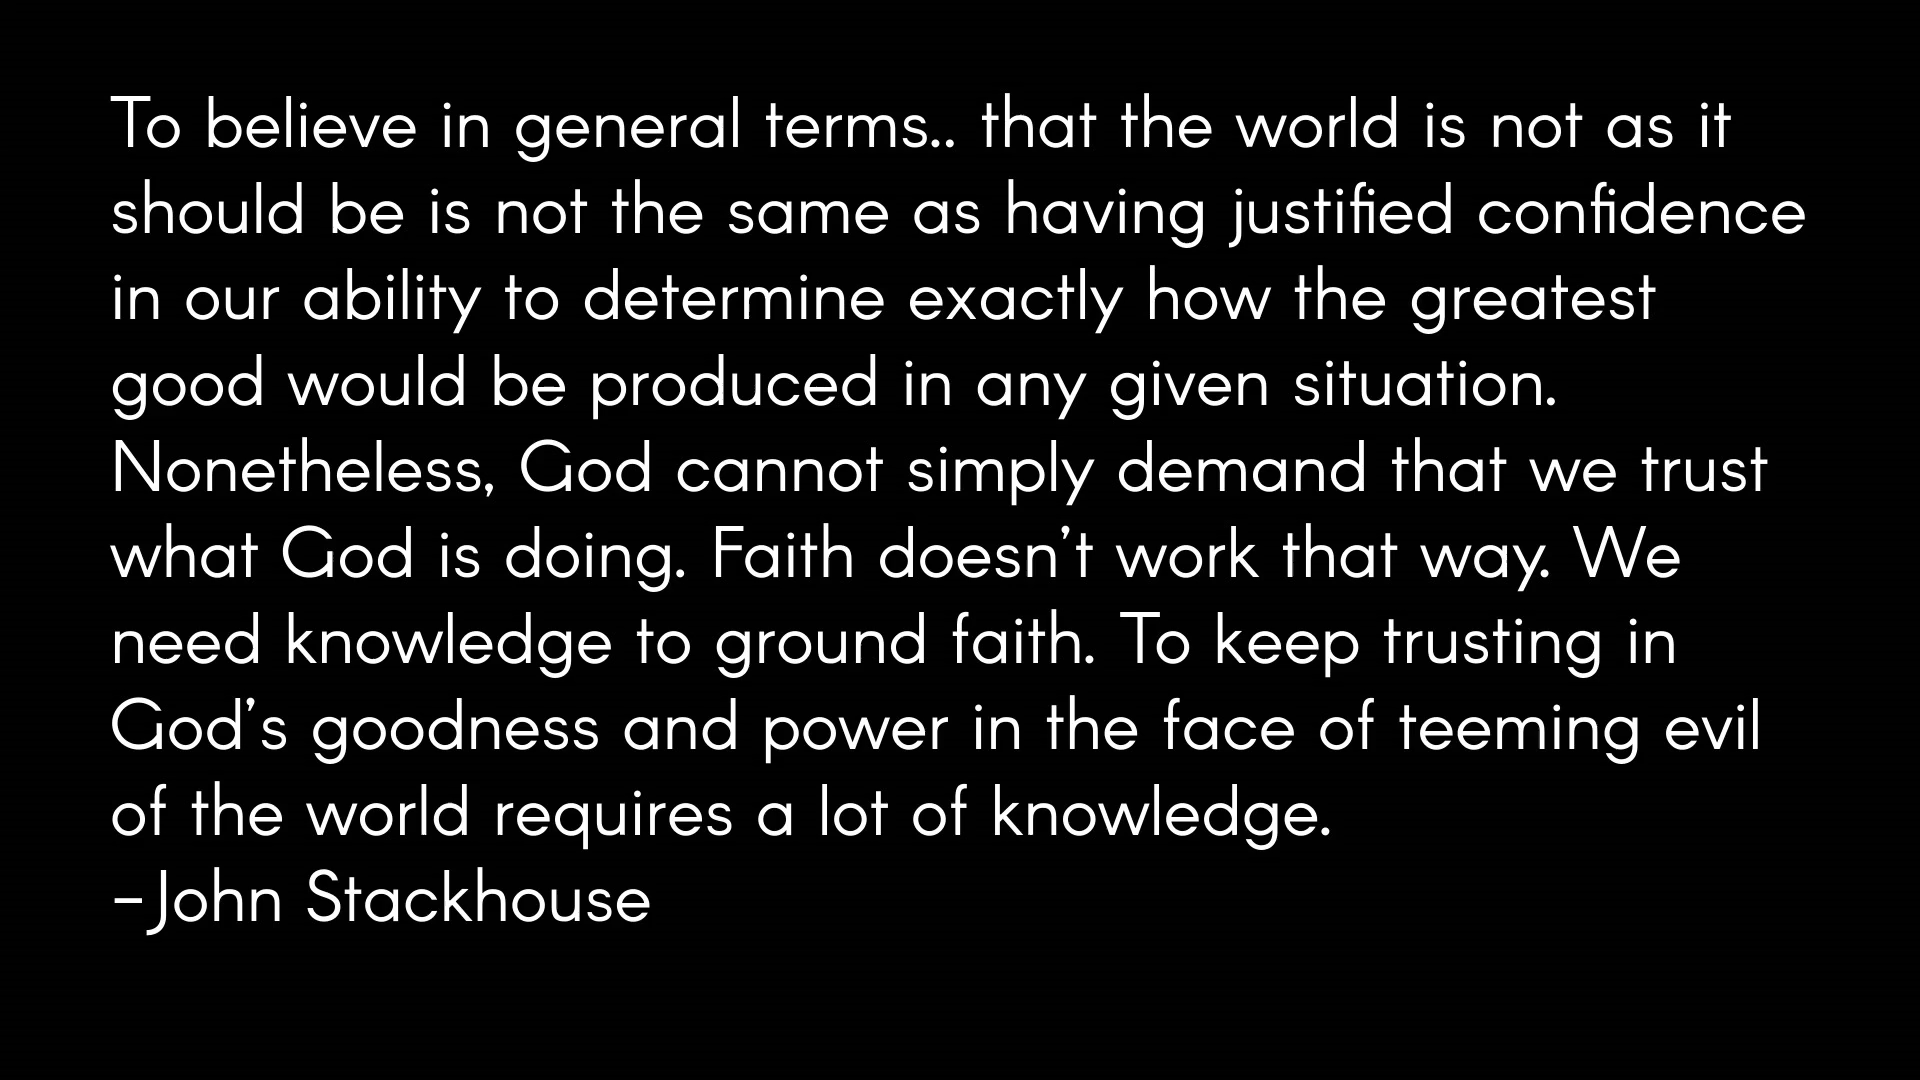 To believe in general terms.. that the world is not as it
should be is not the same as having justified confidence
in our ability to determine exactly how the greatest
good would be produced in any given situation.
Nonetheless, God cannot simply demand that we trust
what God is doing. Faith doesn’t work that way. We
need knowledge to ground faith. To keep trusting in
God’s goodness and power in the face of teeming evil
of the world requires a lot of knowledge.
–John Stackhouse